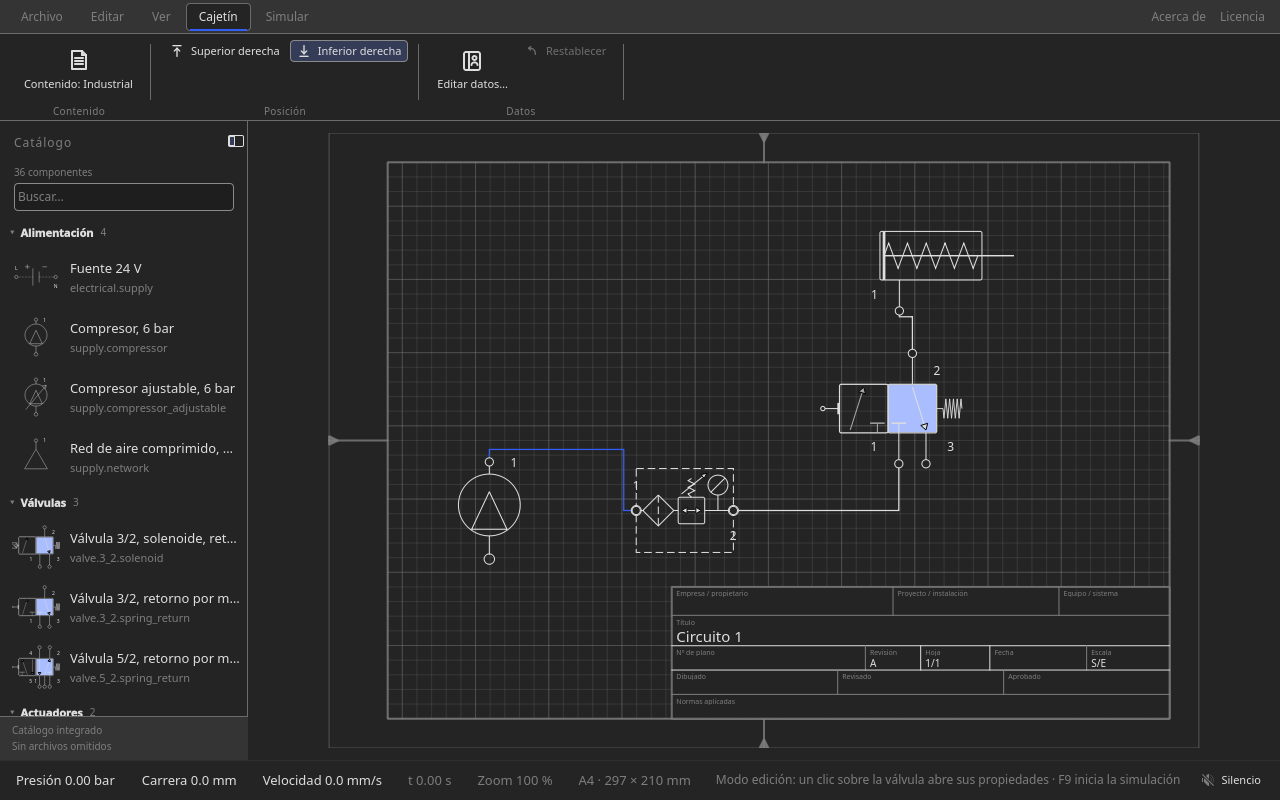 Archivo Editar Ver Cajetín Simular Acerca de Licencia
Contenido: Industrial
Superior derecha
Inferior derecha
Editar datos...
Restablecer
Contenido Posición Datos
Catálogo
36 componentes
Buscar...
Alimentación 4
Fuente 24 V
electrical.supply
Compresor, 6 bar
supply.compressor
Compresor ajustable, 6 bar
supply.compressor_adjustable
Red de aire comprimido, ...
supply.network
Válvulas 3
Válvula 3/2, solenoide, ret...
valve.3_2.solenoid
Válvula 3/2, retorno por m...
valve.3_2.spring_return
Válvula 5/2, retorno por m...
valve.5_2.spring_return
Actuadores 2
Catálogo integrado
Sin archivos omitidos
1
2
1
3
1
1
2
Empresa / propietario
Proyecto / instalación
Equipo / sistema
Título
Circuito 1
N° de plano
Revisión
A
Hoja
1/1
Fecha
Escala
S/E
Dibujado
Revisado
Aprobado
Normas aplicadas
Presión 0.00 bar Carrera 0.0 mm Velocidad 0.0 mm/s t 0.00 s Zoom 100 % A4 · 297 × 210 mm Modo edición: un clic sobre la válvula abre sus propiedades · F9 inicia la simulación Silencio